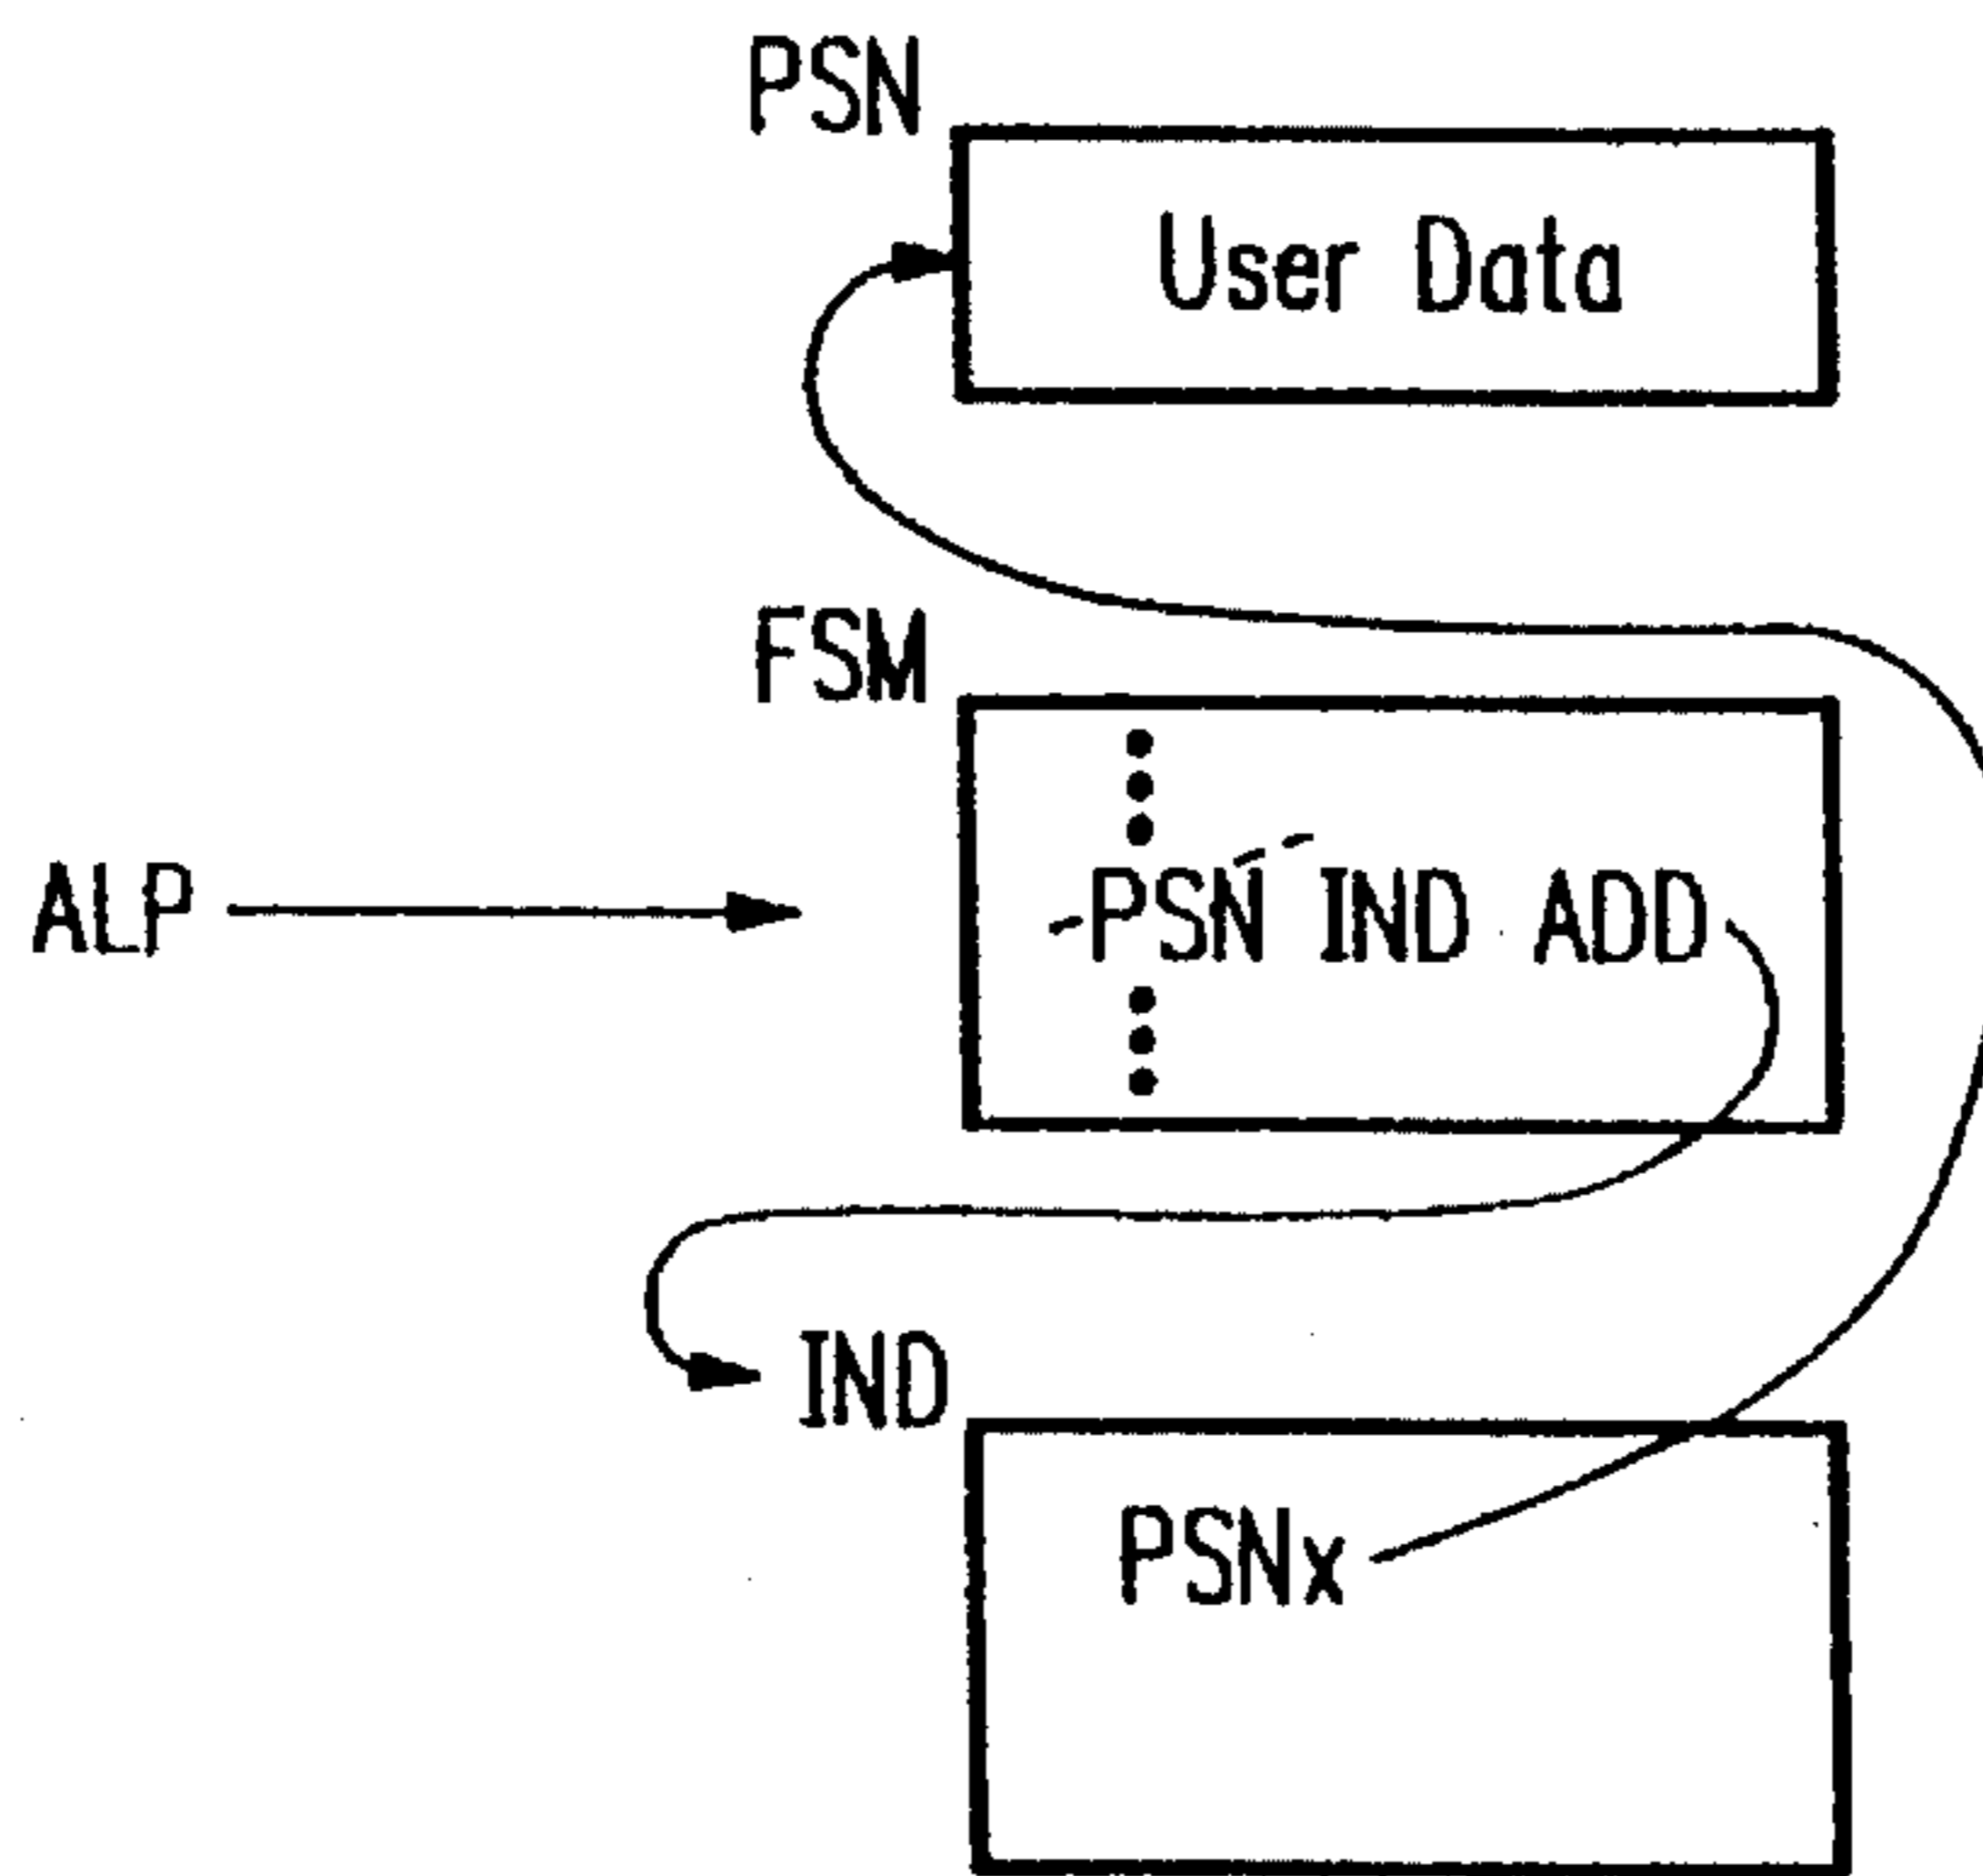 PSN
User Data
FSM
ALP
PSN IND ADD
IND
PSNx